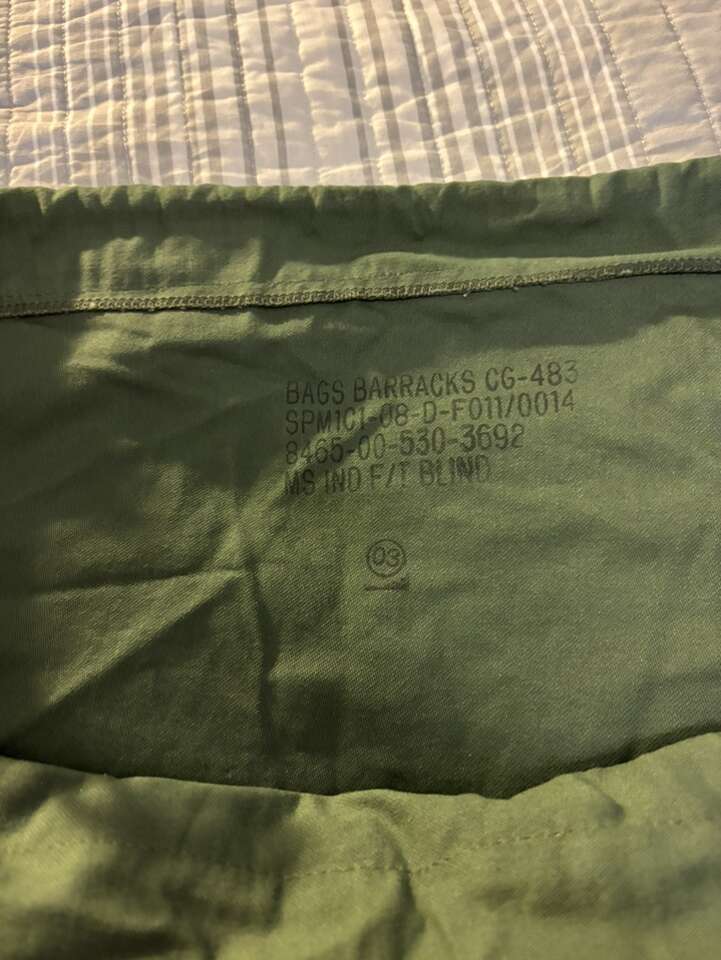 BAGS BARRACKS CG-483
SPM1C1-08-D-F011/0014
8465-00-530-3692
MS IND F/T BLIND
03